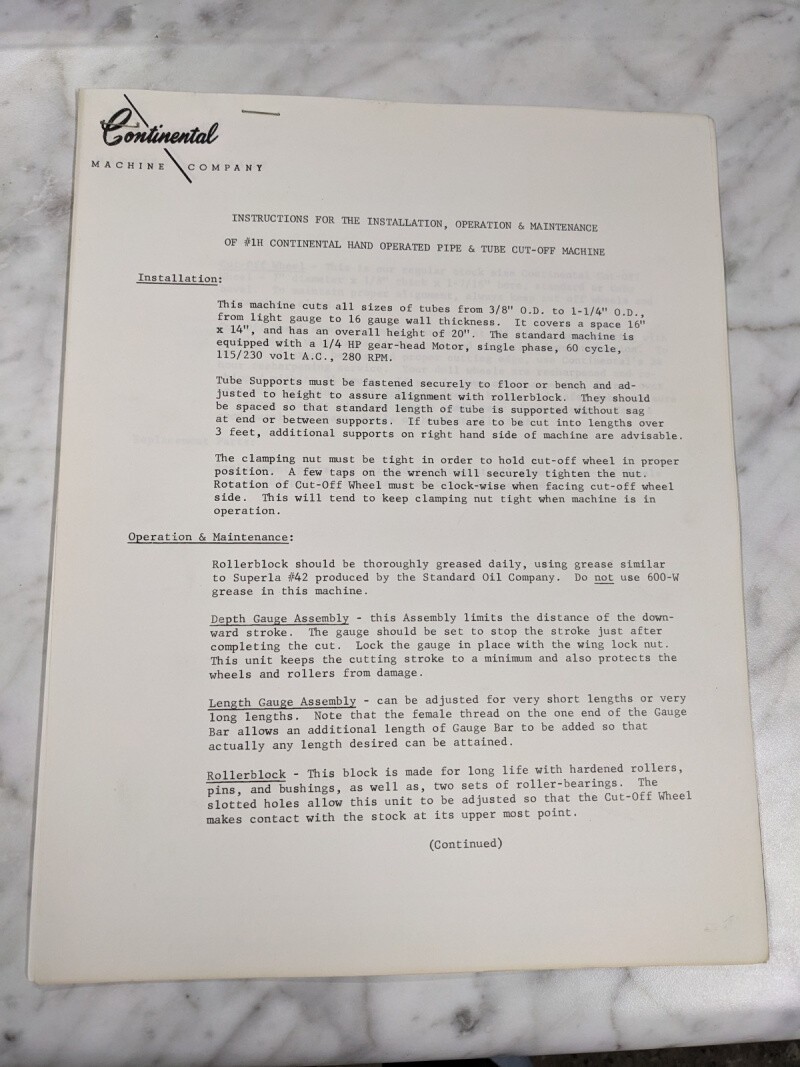 Continental
MACHINE COMPANY
INSTRUCTIONS FOR THE INSTALLATION, OPERATION & MAINTENANCE
OF #1H CONTINENTAL HAND OPERATED PIPE & TUBE CUT-OFF MACHINE
Installation:
This machine cuts all sizes of tubes from 3/8" O.D. to 1-1/4" O.D.,
from light gauge to 16 gauge wall thickness. It covers a space 16"
x 14", and has an overall height of 20". The standard machine is
equipped with a 1/4 HP gear-head Motor, single phase, 60 cycle,
115/230 volt A.C., 280 RPM.
Tube Supports must be fastened securely to floor or bench and ad-
justed to height to assure alignment with rollerblock. They should
be spaced so that standard length of tube is supported without sag
at end or between supports. If tubes are to be cut into lengths over
3 feet, additional supports on right hand side of machine are advisable.
The clamping nut must be tight in order to hold cut-off wheel in proper
position. A few taps on the wrench will securely tighten the nut.
Rotation of Cut-Off Wheel must be clock-wise when facing cut-off wheel
side. This will tend to keep clamping nut tight when machine is in
operation.
Operation & Maintenance:
Rollerblock should be thoroughly greased daily, using grease similar
to Superla #42 produced by the Standard Oil Company. Do not use 600-W
grease in this machine.
Depth Gauge Assembly - this Assembly limits the distance of the down-
ward stroke. The gauge should be set to stop the stroke just after
completing the cut. Lock the gauge in place with the wing lock nut.
This unit keeps the cutting stroke to a minimum and also protects the
wheels and rollers from damage.
Length Gauge Assembly - can be adjusted for very short lengths or very
long lengths. Note that the female thread on the one end of the Gauge
Bar allows an additional length of Gauge Bar to be added so that
actually any length desired can be attained.
Rollerblock - This block is made for long life with hardened rollers,
pins, and bushings, as well as, two sets of roller-bearings. The
slotted holes allow this unit to be adjusted so that the Cut-Off Wheel
makes contact with the stock at its upper most point.
(Continued)